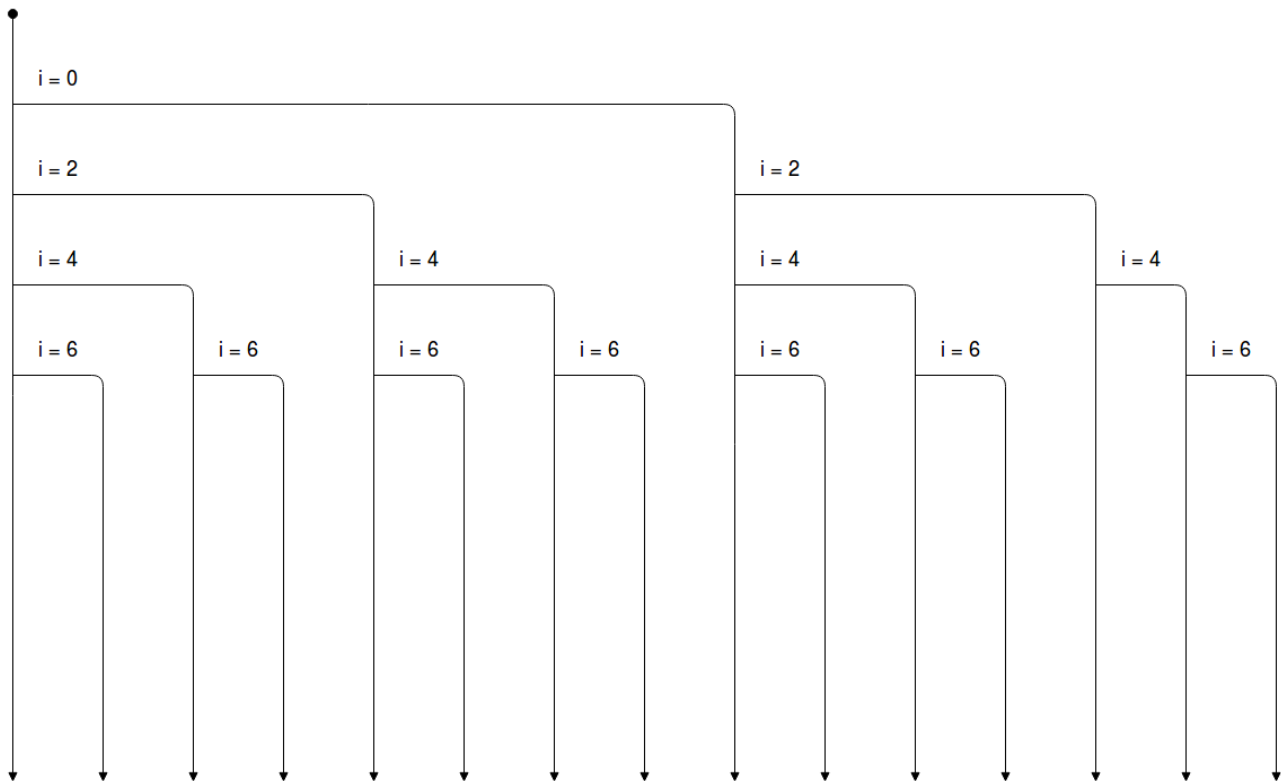 i = 0
i = 2 i = 2
i = 4 i = 4 i = 4 i = 4
i = 6 i = 6 i = 6 i = 6 i = 6 i = 6 i = 6